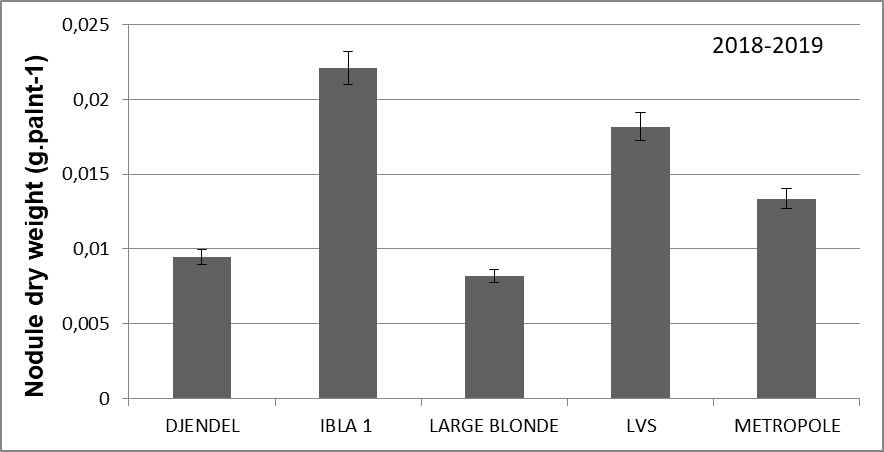 2018-2019
Nodule dry weight (g.palnt-1)
0,025
0,02
0,015
0,01
0,005
0
DJENDEL
IBLA 1
LARGE BLONDE
LVS
METROPOLE